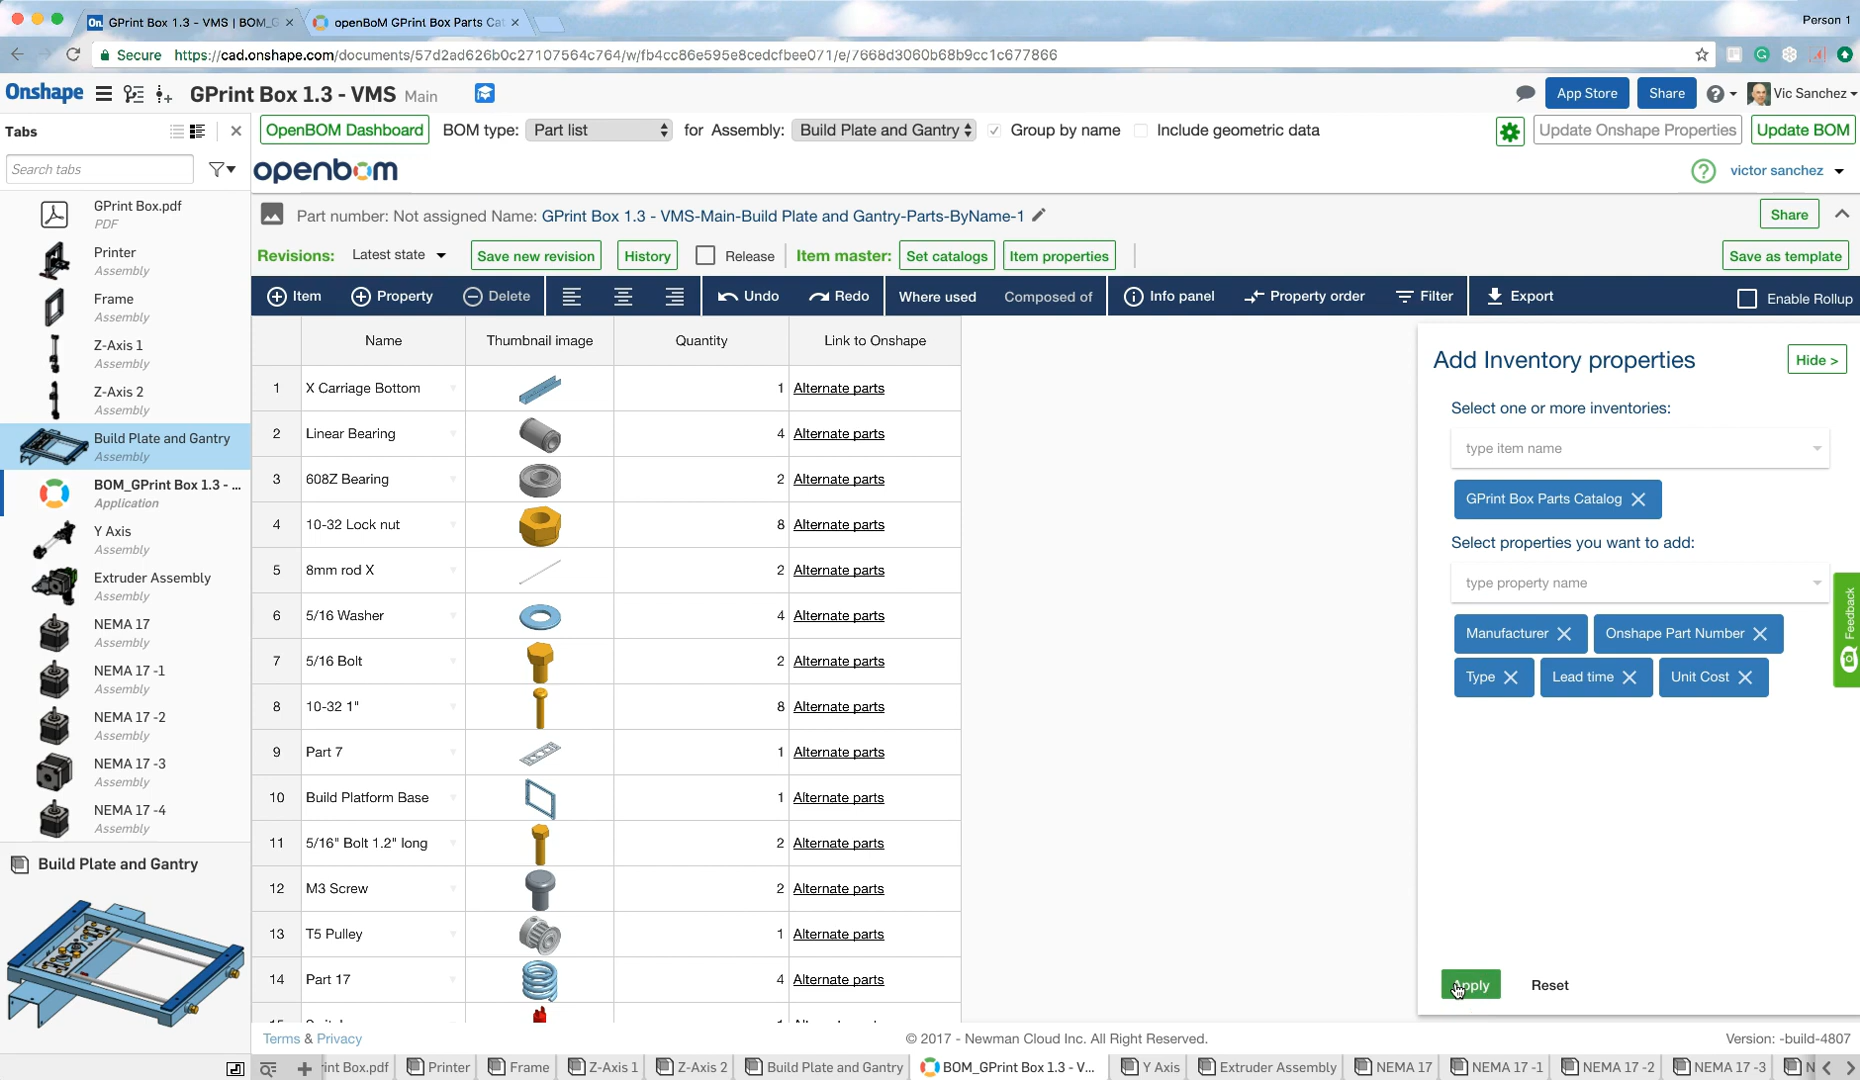 GPrint Box 1.3 - VMS | BOM_G
openBoM GPrint Box Parts Cat
Person 1
Secure https://cad.onshape.com/documents/57d2ad626b0c27107564c764/w/fb4cc86e595e8cedcfbee071/e/7668d3060b68b9cc1c677866
Onshape
GPrint Box 1.3 - VMS Main
App Store
Share
Vic Sanchez
Tabs
OpenBOM Dashboard
BOM type: Part list for Assembly: Build Plate and Gantry Group by name Include geometric data
Update Onshape Properties
Update BOM
Search tabs
openbom
victor sanchez
GPrint Box.pdf
PDF
Printer
Assembly
Frame
Assembly
Z-Axis 1
Assembly
Z-Axis 2
Assembly
Build Plate and Gantry
Assembly
BOM_GPrint Box 1.3 - ...
Application
Y Axis
Assembly
Extruder Assembly
Assembly
NEMA 17
Assembly
NEMA 17 -1
Assembly
NEMA 17 -2
Assembly
NEMA 17 -3
Assembly
NEMA 17 -4
Assembly
Build Plate and Gantry
Part number: Not assigned Name: GPrint Box 1.3 - VMS-Main-Build Plate and Gantry-Parts-ByName-1
Share
Revisions: Latest state Save new revision History Release Item master: Set catalogs Item properties
Save as template
Item Property Delete Undo Redo Where used Composed of Info panel Property order Filter Export Enable Rollup
Name Thumbnail image Quantity Link to Onshape
1 X Carriage Bottom 1 Alternate parts
2 Linear Bearing 4 Alternate parts
3 608Z Bearing 2 Alternate parts
4 10-32 Lock nut 8 Alternate parts
5 8mm rod X 2 Alternate parts
6 5/16 Washer 4 Alternate parts
7 5/16 Bolt 2 Alternate parts
8 10-32 1" 8 Alternate parts
9 Part 7 1 Alternate parts
10 Build Platform Base 1 Alternate parts
11 5/16" Bolt 1.2" long 2 Alternate parts
12 M3 Screw 2 Alternate parts
13 T5 Pulley 1 Alternate parts
14 Part 17 4 Alternate parts
Add Inventory properties
Hide >
Select one or more inventories:
type item name
GPrint Box Parts Catalog
Select properties you want to add:
type property name
Manufacturer
Onshape Part Number
Type
Lead time
Unit Cost
Apply
Reset
Feedback
Terms & Privacy
© 2017 - Newman Cloud Inc. All Right Reserved.
Version: -build-4807
int Box.pdf Printer Frame Z-Axis 1 Z-Axis 2 Build Plate and Gantry BOM_GPrint Box 1.3 - V... Y Axis Extruder Assembly NEMA 17 NEMA 17 -1 NEMA 17 -2 NEMA 17 -3 N